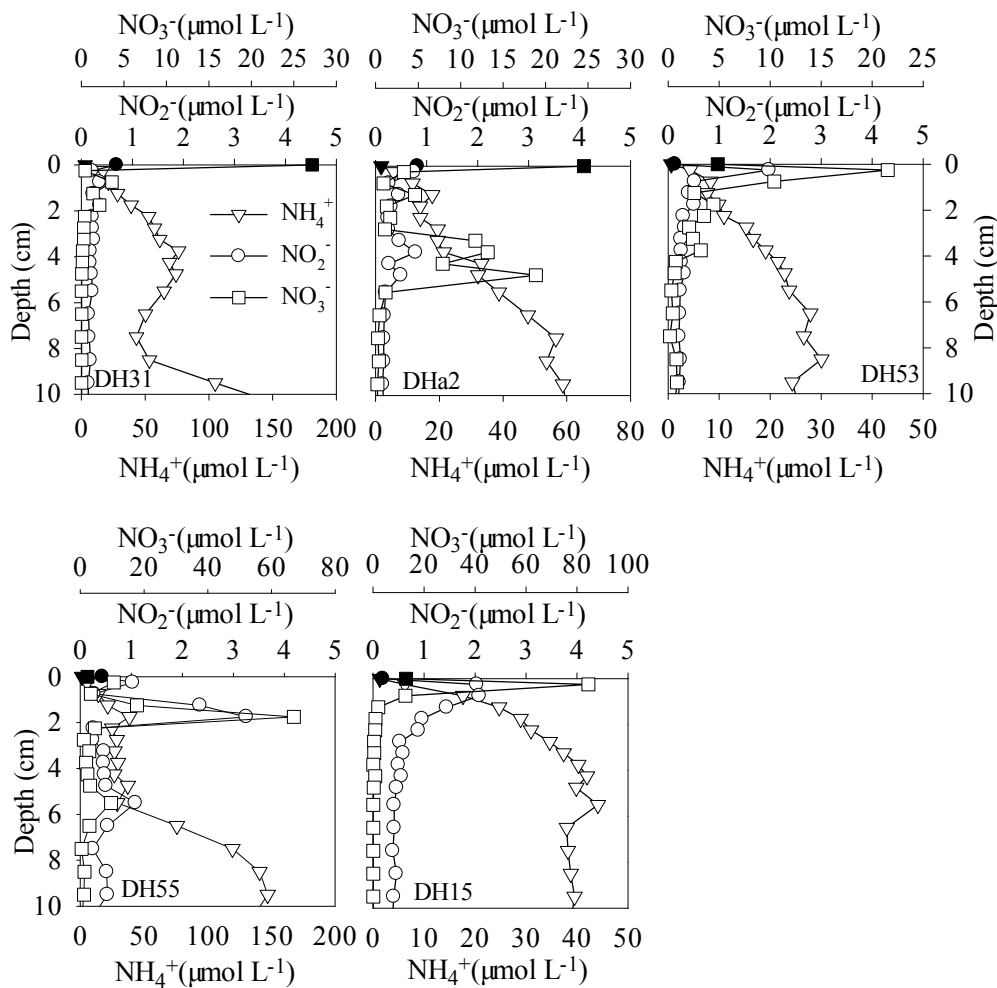 NO₃⁻(μmol L⁻¹) NO₃⁻(μmol L⁻¹) NO₃⁻(μmol L⁻¹)
0 5 10 15 20 25 30 0 5 10 15 20 25 30 0 5 10 15 20 25
NO₂⁻(μmol L⁻¹) NO₂⁻(μmol L⁻¹) NO₂⁻(μmol L⁻¹)
0 1 2 3 4 5 0 1 2 3 4 5 0 1 2 3 4 5
0 2 4 6 8 10
Depth (cm)
NH₄⁺
NO₂⁻
NO₃⁻
DH31
DHa2
DH53
0 2 4 6 8 10
Depth (cm)
0 50 100 150 200 0 20 40 60 80 0 10 20 30 40 50
NH₄⁺(μmol L⁻¹) NH₄⁺(μmol L⁻¹) NH₄⁺(μmol L⁻¹)
NO₃⁻(μmol L⁻¹) NO₃⁻(μmol L⁻¹)
0 20 40 60 80 0 20 40 60 80 100
NO₂⁻(μmol L⁻¹) NO₂⁻(μmol L⁻¹)
0 1 2 3 4 5 0 1 2 3 4 5
0 2 4 6 8 10
Depth (cm)
DH55
DH15
0 50 100 150 200 0 10 20 30 40 50
NH₄⁺(μmol L⁻¹) NH₄⁺(μmol L⁻¹)